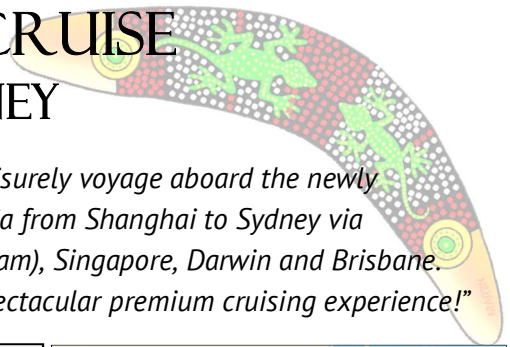 CRUISE
NEY
surely voyage aboard the newly
a from Shanghai to Sydney via
am), Singapore, Darwin and Brisbane.
ectacular premium cruising experience!”